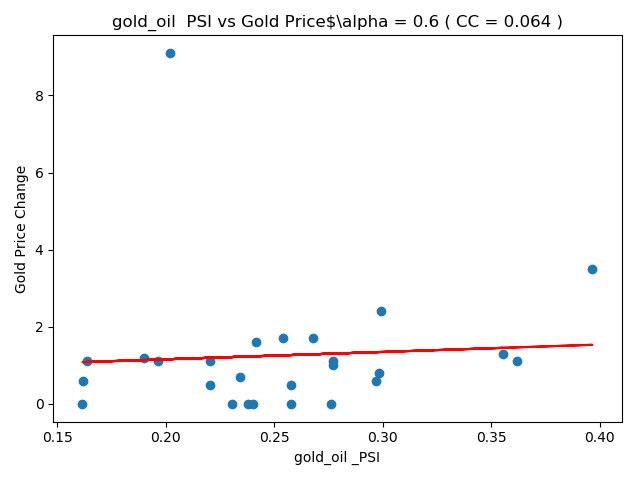 gold_oil  PSI vs Gold Price$\alpha = 0.6 ( CC = 0.064 )
Gold Price Change
8
6
4
2
0
0.15 0.20 0.25 0.30 0.35 0.40
gold_oil _PSI